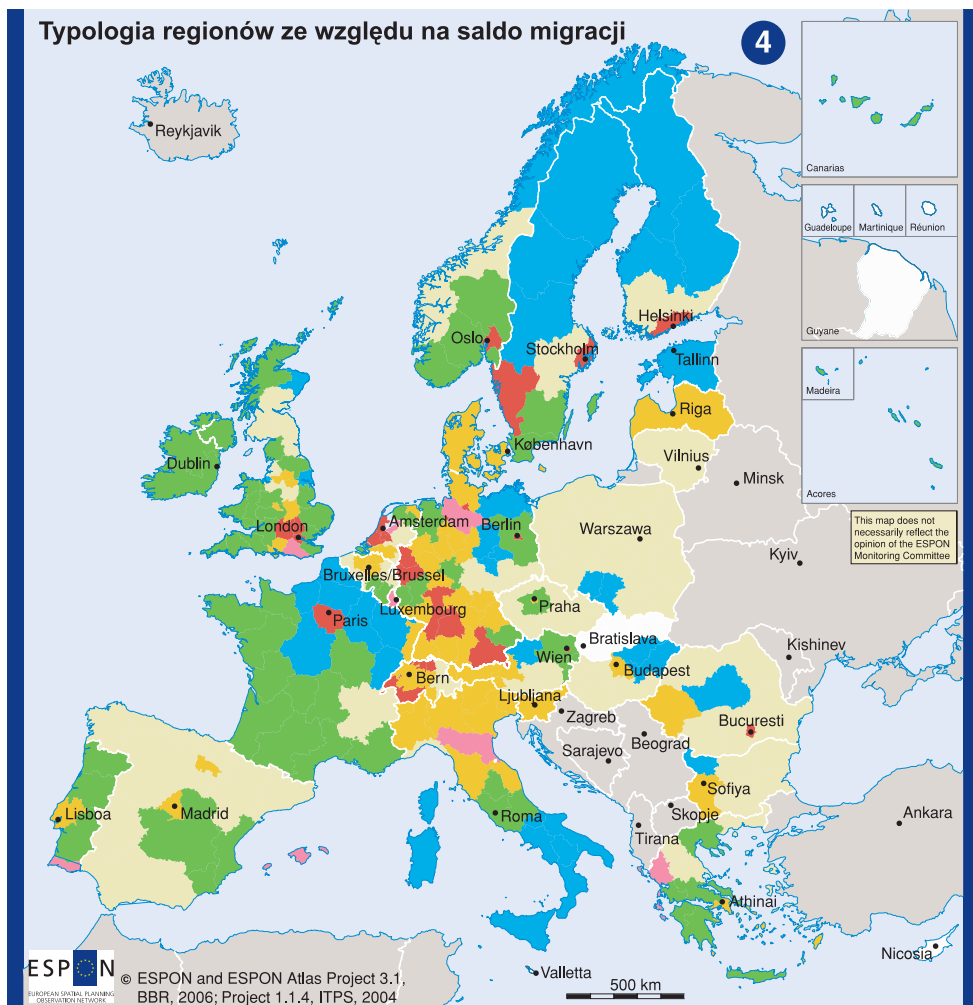 Typologia regionów ze względu na saldo migracji
4
Reykjavik
Canarias
Guadeloupe
Martinique
Réunion
Guyane
Madeira
Acores
This map does not
necessarily reflect the
opinion of the ESPON
Monitoring Committee
Helsinki
Oslo
Stockholm
Tallinn
Riga
København
Vilnius
Dublin
Minsk
Amsterdam
Berlin
London
Warszawa
Kyiv
Bruxelles/Brussel
Luxembourg
Praha
Paris
Bratislava
Wien
Kishinev
Budapest
Bern
Ljubljana
Zagreb
Bucuresti
Beograd
Sarajevo
Sofiya
Lisboa
Madrid
Roma
Skopje
Ankara
Tirana
Athinai
Nicosia
Valletta
500 km
ESPON
EUROPEAN SPATIAL PLANNING
OBSERVATION NETWORK
© ESPON and ESPON Atlas Project 3.1,
BBR, 2006; Project 1.1.4, ITPS, 2004